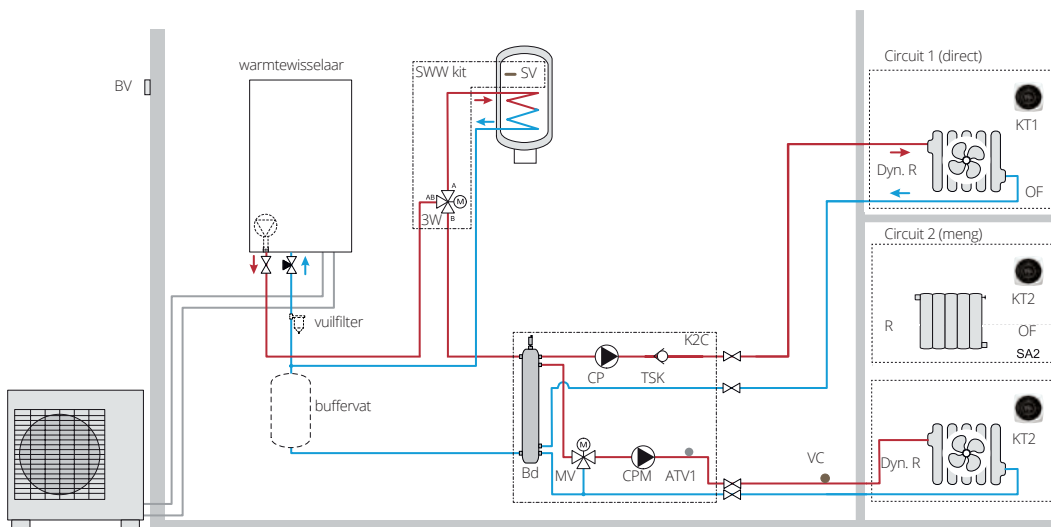 BV
warmtewisselaar
SWW kit
SV
A
AB
M
3W
B
vuilfilter
buffervat
K2C
CP
TSK
Bd
M
MV
CPM
ATV1
VC
Circuit 1 (direct)
KT1
Dyn. R
OF
Circuit 2 (meng)
KT2
R
OF
SA2
KT2
Dyn. R